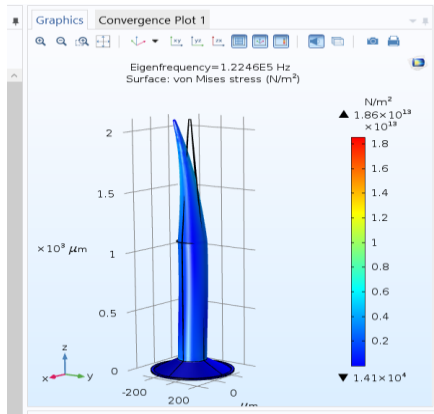 Graphics Convergence Plot 1
Eigenfrequency=1.2246E5 Hz
Surface: von Mises stress (N/m²)
N/m²
▲ 1.86×10¹³
×10¹³
2
1.8
1.6
1.5
1.4
1.2
×10³ μm
1
1
0.8
0.6
0.5
0.4
0.2
0
▼ 1.41×10⁴
z
x
y
-200
200
0
μm